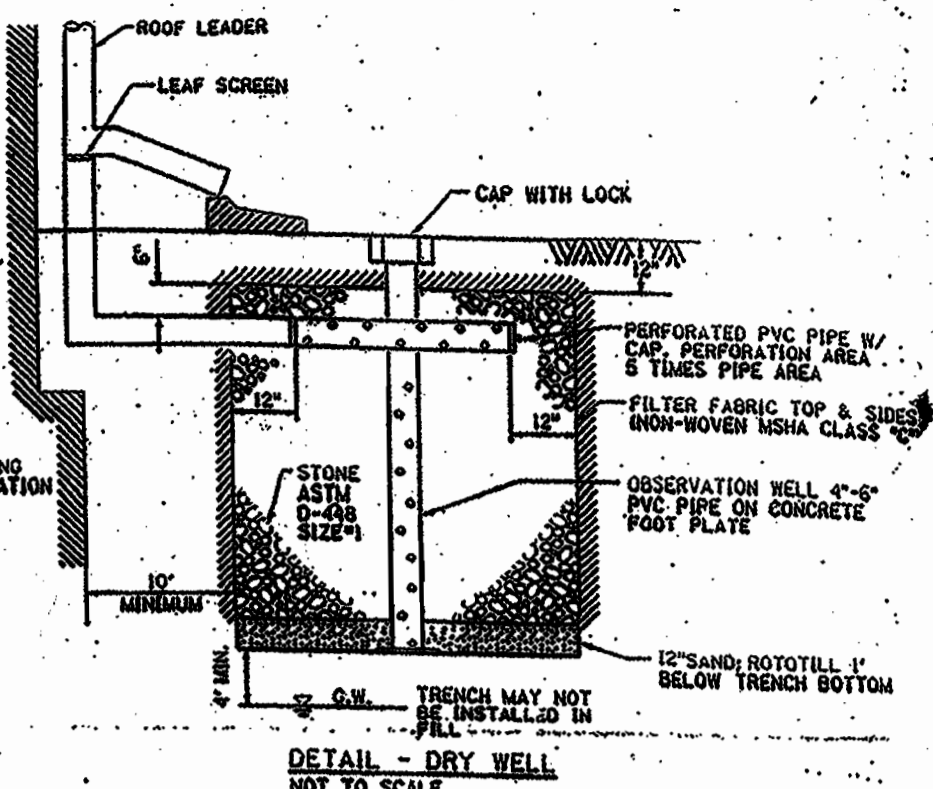 ROOF LEADER
LEAF SCREEN
CAP WITH LOCK
6"
12"
PERFORATED PVC PIPE W/
CAP. PERFORATION AREA
5 TIMES PIPE AREA
12"
12"
FILTER FABRIC TOP & SIDES
(NON-WOVEN MSHA CLASS "C"
STONE
ASTM
D-448
SIZE#1
OBSERVATION WELL 4"-6"
PVC PIPE ON CONCRETE
FOOT PLATE
NG
ATION
10'
MINIMUM
12" SAND; ROTOTILL 1'
BELOW TRENCH BOTTOM
4' MIN.
G.W.
TRENCH MAY NOT
BE INSTALLED IN
FILL
DETAIL - DRY WELL
NOT TO SCALE